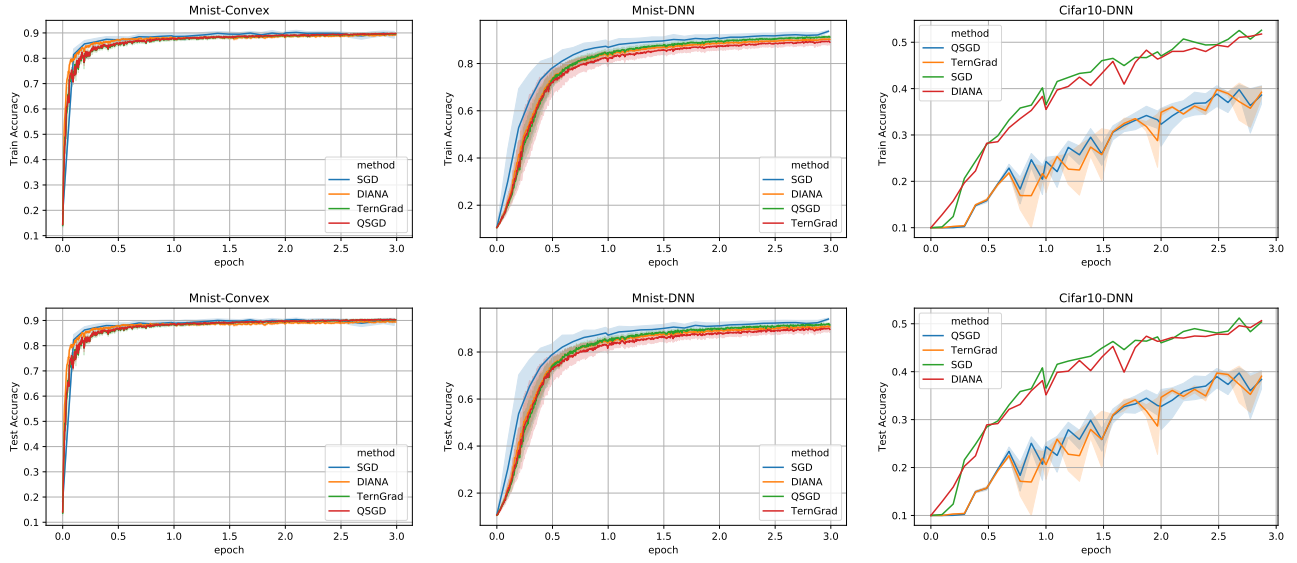 Mnist-Convex
Train Accuracy
0.9
0.8
0.7
0.6
0.5
0.4
0.3
0.2
0.1
method
SGD
DIANA
TernGrad
QSGD
0.0 0.5 1.0 1.5 2.0 2.5 3.0
epoch
Mnist-DNN
Train Accuracy
0.8
0.6
0.4
0.2
method
SGD
DIANA
QSGD
TernGrad
0.0 0.5 1.0 1.5 2.0 2.5 3.0
epoch
Cifar10-DNN
Train Accuracy
0.5
0.4
0.3
0.2
0.1
method
QSGD
TernGrad
SGD
DIANA
0.0 0.5 1.0 1.5 2.0 2.5 3.0
epoch
Mnist-Convex
Test Accuracy
0.9
0.8
0.7
0.6
0.5
0.4
0.3
0.2
0.1
method
SGD
DIANA
TernGrad
QSGD
0.0 0.5 1.0 1.5 2.0 2.5 3.0
epoch
Mnist-DNN
Test Accuracy
0.8
0.6
0.4
0.2
method
SGD
DIANA
QSGD
TernGrad
0.0 0.5 1.0 1.5 2.0 2.5 3.0
epoch
Cifar10-DNN
Test Accuracy
0.5
0.4
0.3
0.2
0.1
method
QSGD
TernGrad
SGD
DIANA
0.0 0.5 1.0 1.5 2.0 2.5 3.0
epoch